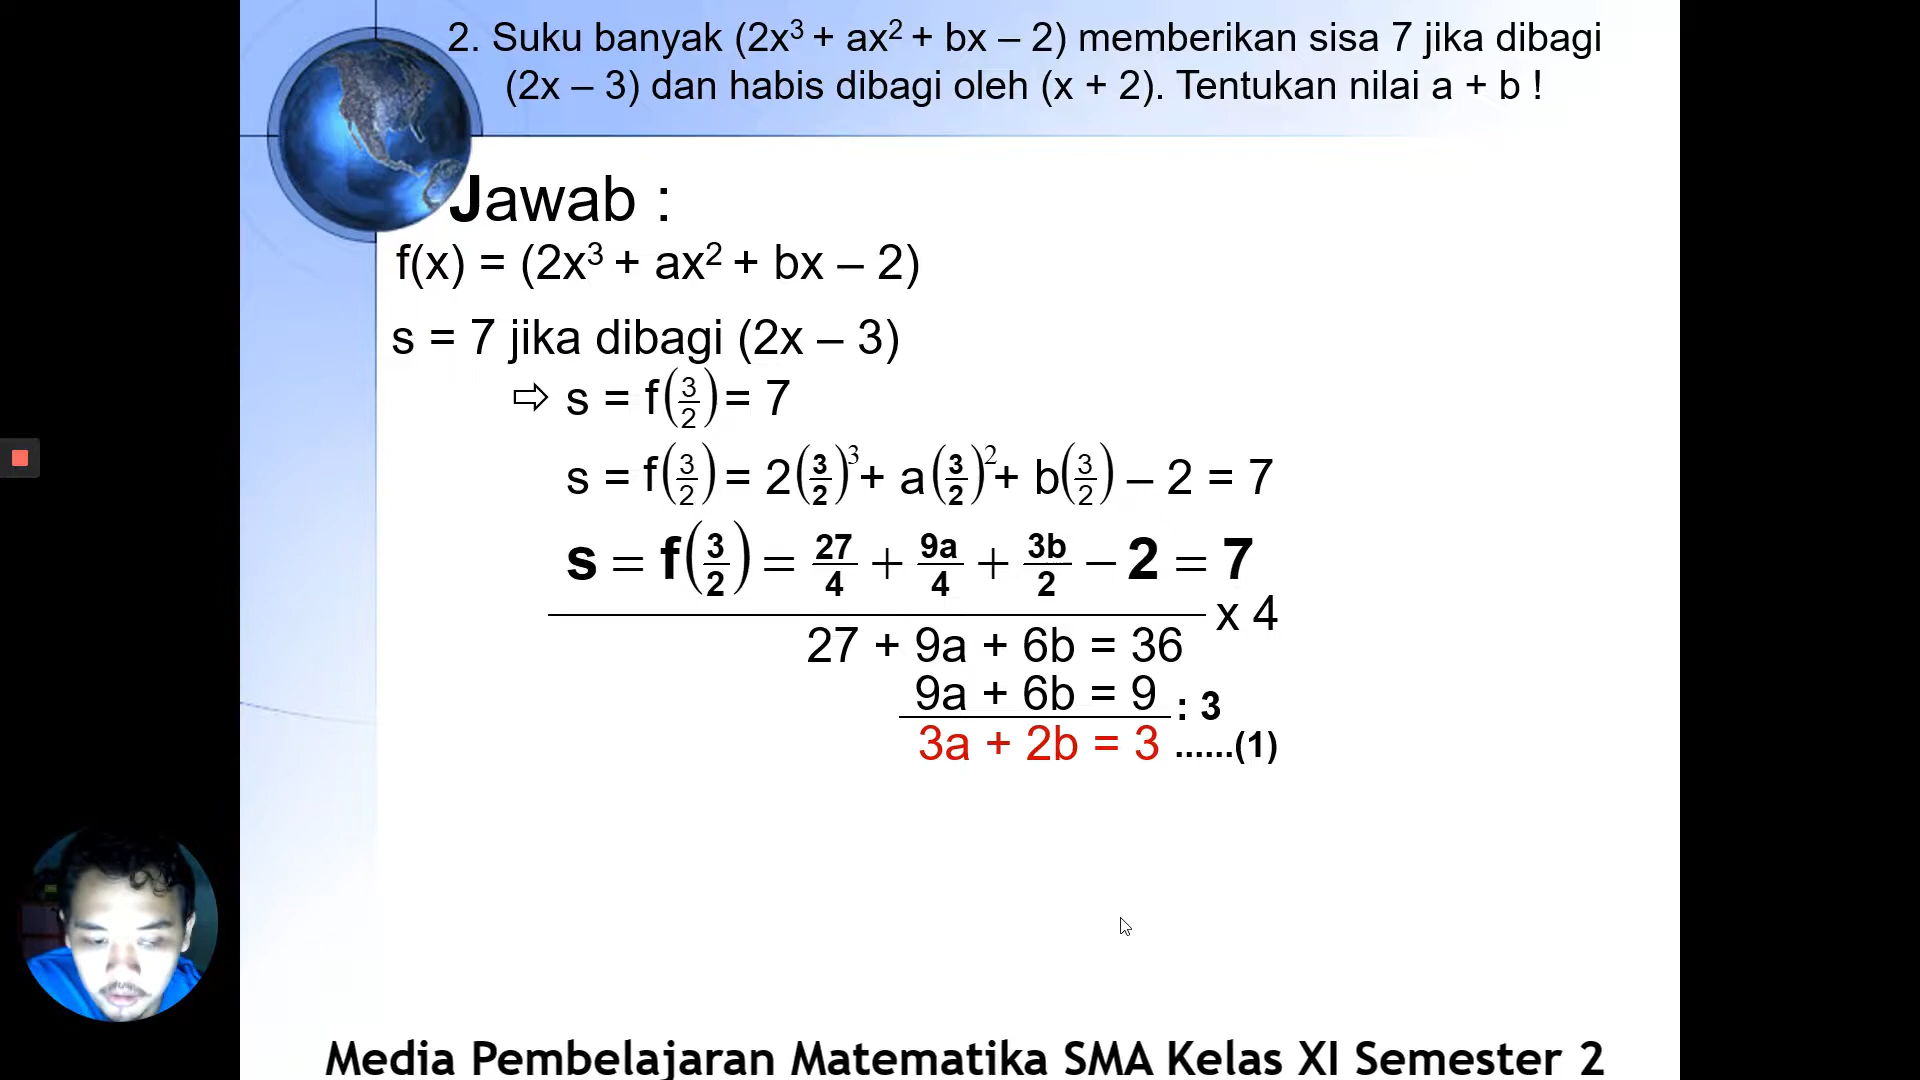 2. Suku banyak (2x³ + ax² + bx – 2) memberikan sisa 7 jika dibagi
(2x – 3) dan habis dibagi oleh (x + 2). Tentukan nilai a + b !
Jawab :
f(x) = (2x³ + ax² + bx – 2)
s = 7 jika dibagi (2x – 3)
⇨ s = f(3/2) = 7
s = f(3/2) = 2(3/2)³ + a(3/2)² + b(3/2) – 2 = 7
s = f(3/2) = 27/4 + 9a/4 + 3b/2 – 2 = 7
x 4
27 + 9a + 6b = 36
9a + 6b = 9 : 3
3a + 2b = 3 ......(1)
Media Pembelajaran Matematika SMA Kelas XI Semester 2